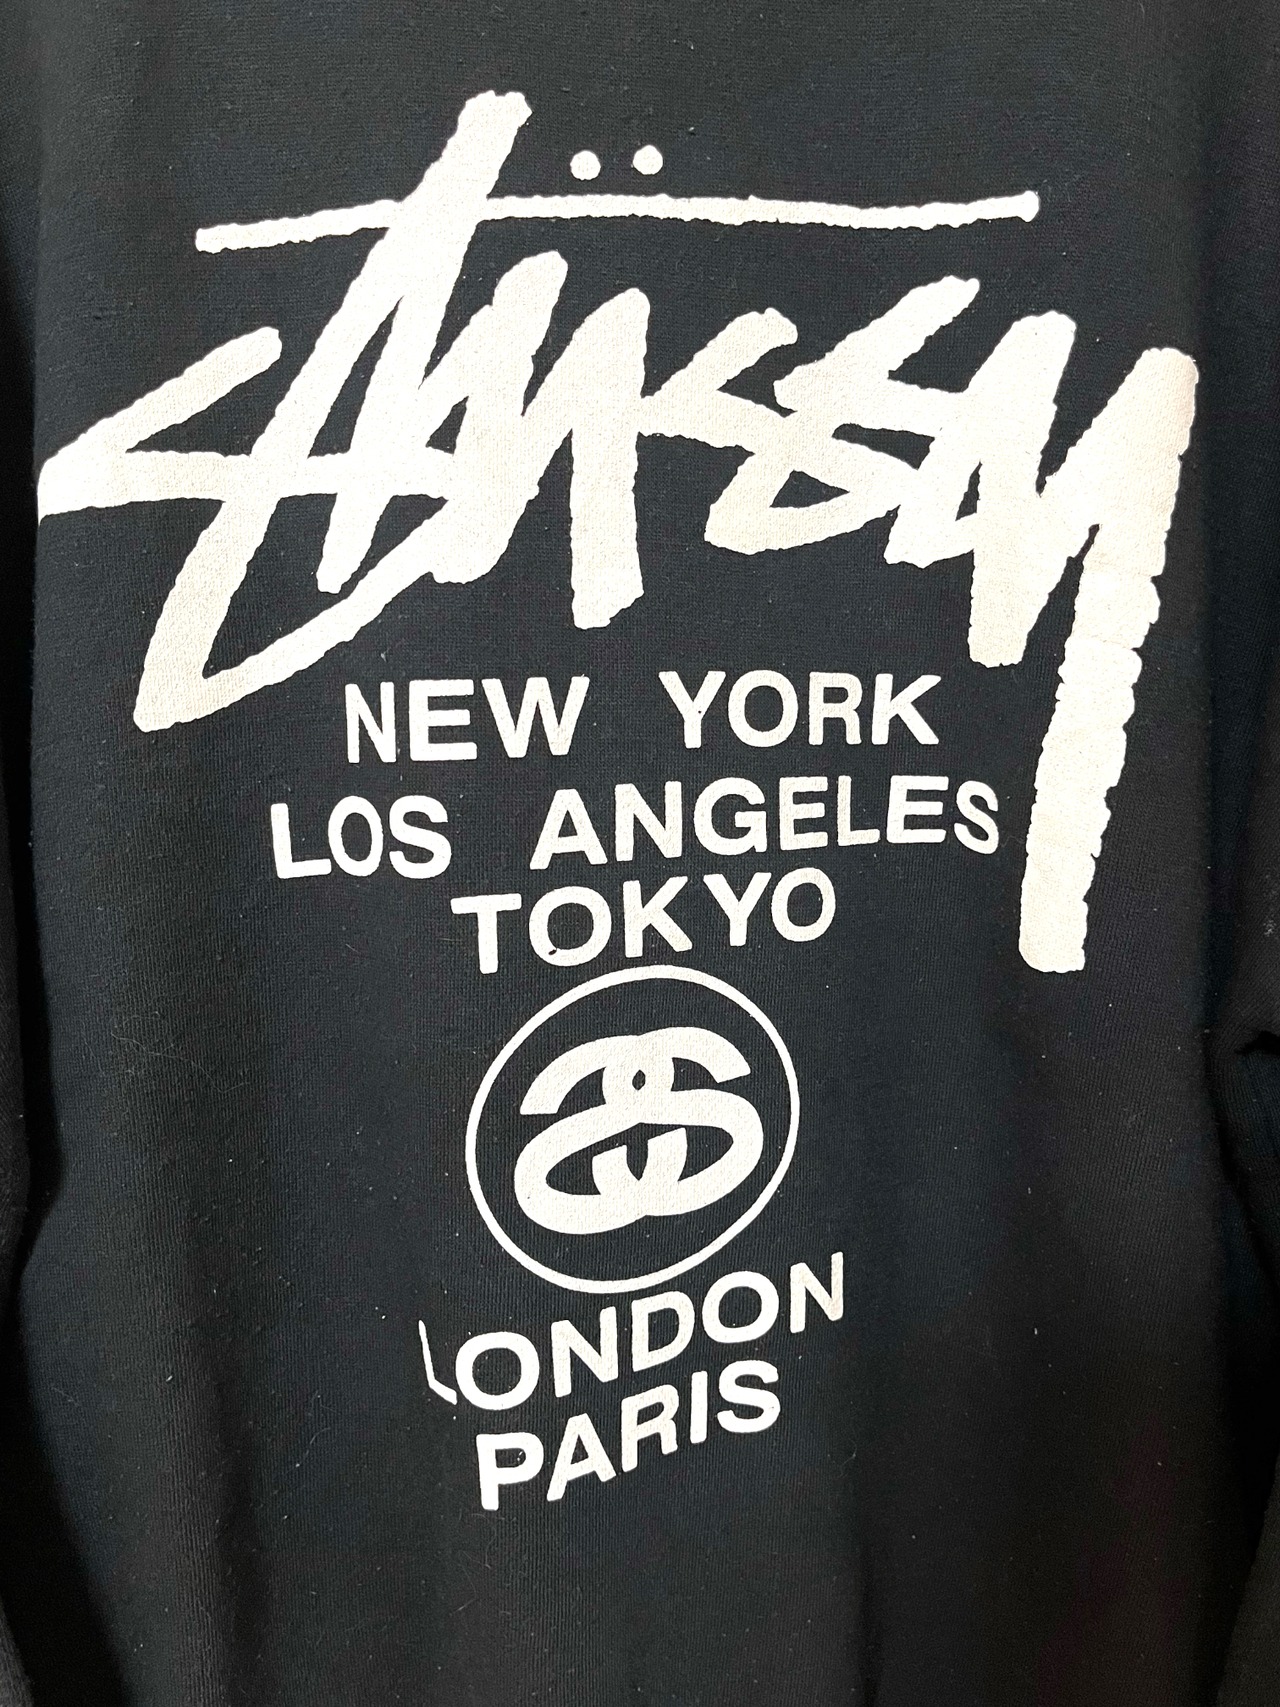 Stüssy
NEW YORK
LOS ANGELES
TOKYO
SS
LONDON
PARIS